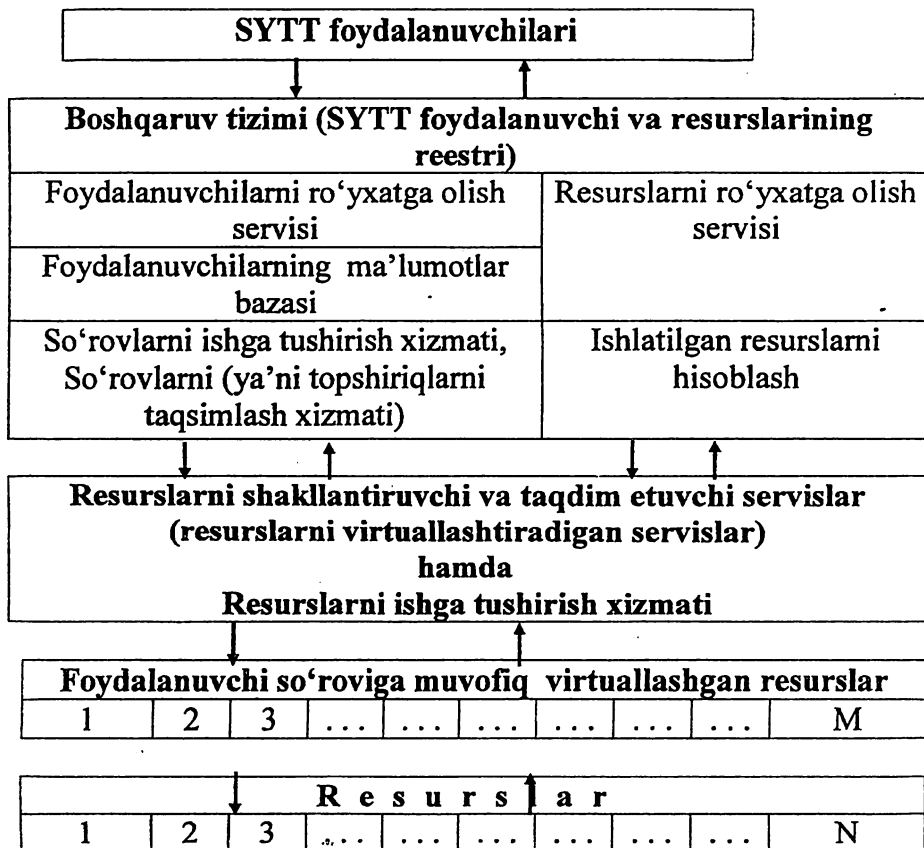 SYTT foydalanuvchilari
Boshqaruv tizimi (SYTT foydalanuvchi va resurslarining
reestri)
Foydalanuvchilarni ro‘yxatga olish
servisi
Resurslarni ro‘yxatga olish
servisi
Foydalanuvchilarning ma’lumotlar
bazasi
So‘rovlarni ishga tushirish xizmati,
So‘rovlarni (ya’ni topshiriqlarni
taqsimlash xizmati)
Ishlatilgan resurslarni
hisoblash
Resurslarni shakllantiruvchi va taqdim etuvchi servislar
(resurslarni virtuallashtiradigan servislar)
hamda
Resurslarni ishga tushirish xizmati
Foydalanuvchi so‘roviga muvofiq virtuallashgan resurslar
1 2 3 ... ... ... ... ... ... M
R e s u r s l a r
1 2 3 ... ... ... ... ... ... N